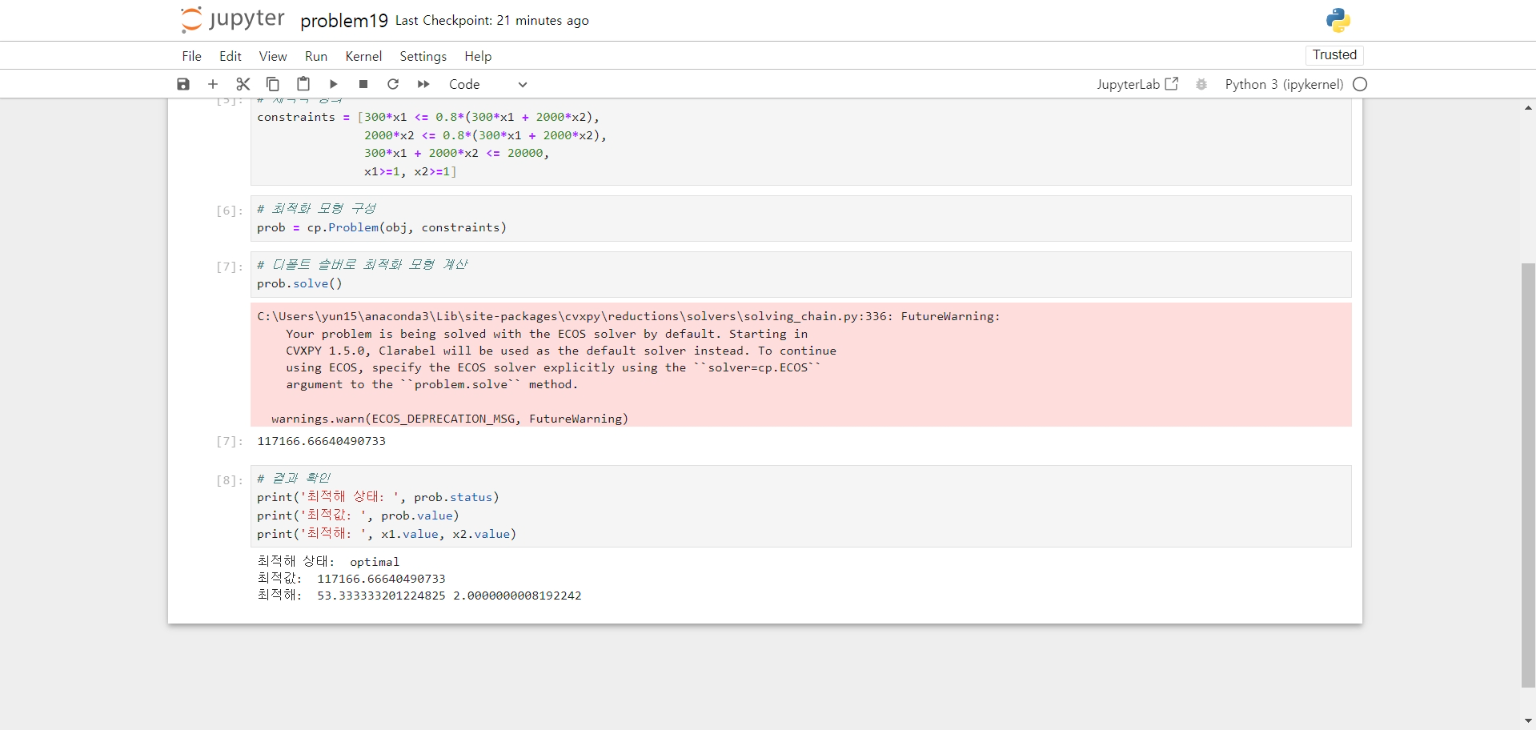 jupyter problem19 Last Checkpoint: 21 minutes ago
File Edit View Run Kernel Settings Help
Trusted
Code
JupyterLab
Python 3 (ipykernel)
[5]:
constraints = [300*x1 <= 0.8*(300*x1 + 2000*x2),
2000*x2 <= 0.8*(300*x1 + 2000*x2),
300*x1 + 2000*x2 <= 20000,
x1>=1, x2>=1]
[6]: # 최적화 모형 구성
prob = cp.Problem(obj, constraints)
[7]: # 디폴트 솔버로 최적화 모형 계산
prob.solve()
C:\Users\yun15\anaconda3\Lib\site-packages\cvxpy\reductions\solvers\solving_chain.py:336: FutureWarning:
Your problem is being solved with the ECOS solver by default. Starting in
CVXPY 1.5.0, Clarabel will be used as the default solver instead. To continue
using ECOS, specify the ECOS solver explicitly using the ``solver=cp.ECOS``
argument to the ``problem.solve`` method.
warnings.warn(ECOS_DEPRECATION_MSG, FutureWarning)
[7]: 117166.66640490733
[8]: # 결과 확인
print('최적해 상태: ', prob.status)
print('최적값: ', prob.value)
print('최적해: ', x1.value, x2.value)
최적해 상태:  optimal
최적값:  117166.66640490733
최적해:  53.333333201224825 2.0000000008192242